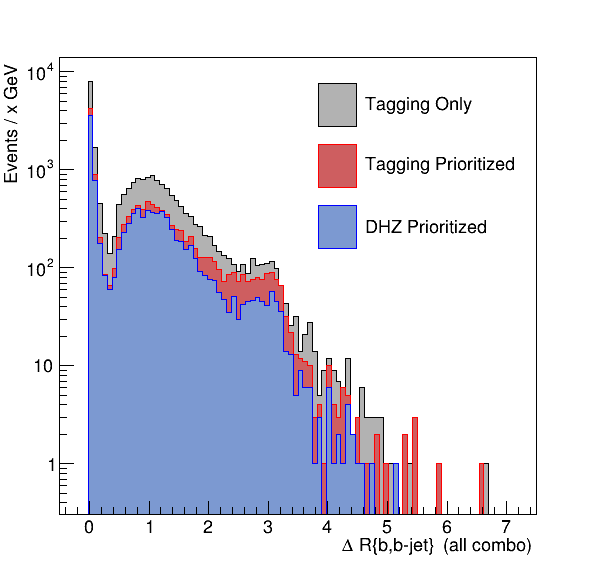 Events / x GeV
10^4
10^3
10^2
10
1
Tagging Only
Tagging Prioritized
DHZ Prioritized
0 1 2 3 4 5 6 7
Δ R{b,b-jet} (all combo)